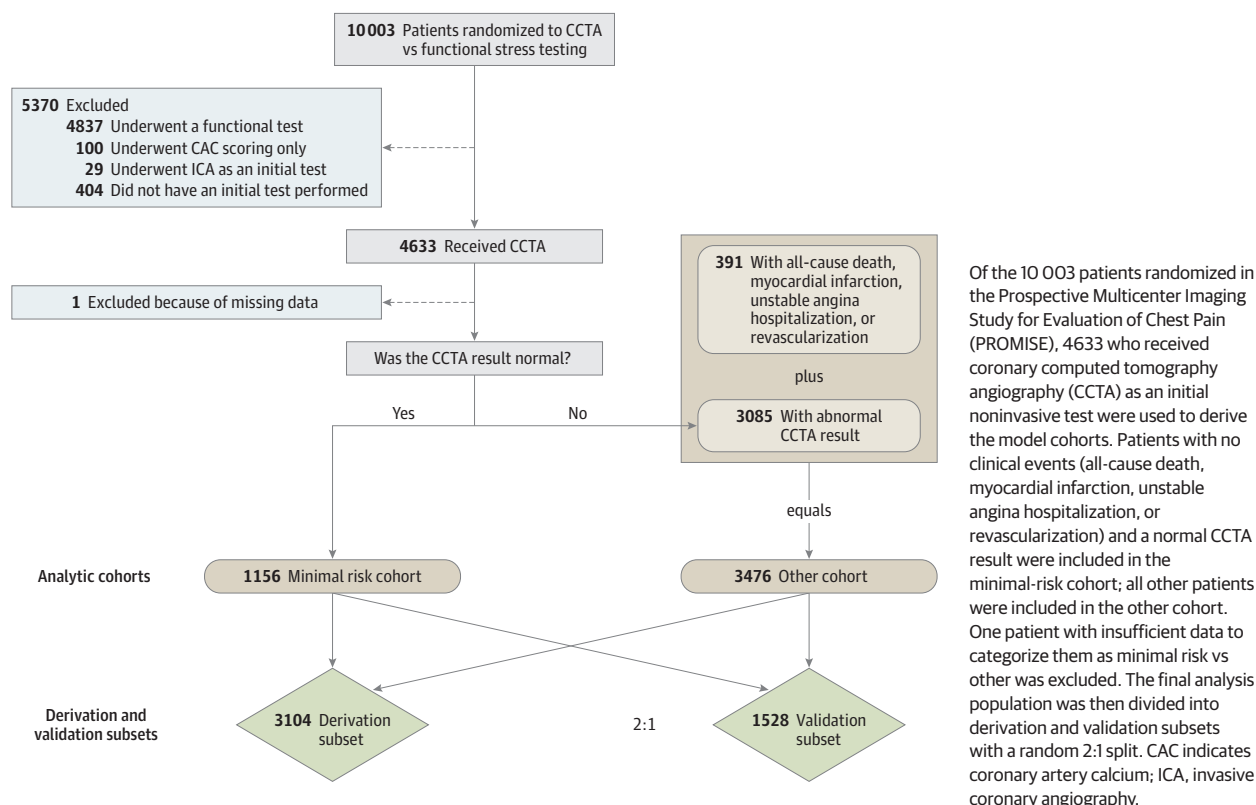 10 003 Patients randomized to CCTA
vs functional stress testing
5370 Excluded
4837 Underwent a functional test
100 Underwent CAC scoring only
29 Underwent ICA as an initial test
404 Did not have an initial test performed
4633 Received CCTA
1 Excluded because of missing data
Was the CCTA result normal?
Yes
No
391 With all-cause death,
myocardial infarction,
unstable angina
hospitalization, or
revascularization
plus
3085 With abnormal
CCTA result
equals
Analytic cohorts
1156 Minimal risk cohort
3476 Other cohort
Derivation and
validation subsets
3104 Derivation
subset
2:1
1528 Validation
subset
Of the 10 003 patients randomized in
the Prospective Multicenter Imaging
Study for Evaluation of Chest Pain
(PROMISE), 4633 who received
coronary computed tomography
angiography (CCTA) as an initial
noninvasive test were used to derive
the model cohorts. Patients with no
clinical events (all-cause death,
myocardial infarction, unstable
angina hospitalization, or
revascularization) and a normal CCTA
result were included in the
minimal-risk cohort; all other patients
were included in the other cohort.
One patient with insufficient data to
categorize them as minimal risk vs
other was excluded. The final analysis
population was then divided into
derivation and validation subsets
with a random 2:1 split. CAC indicates
coronary artery calcium; ICA, invasive
coronary angiography.